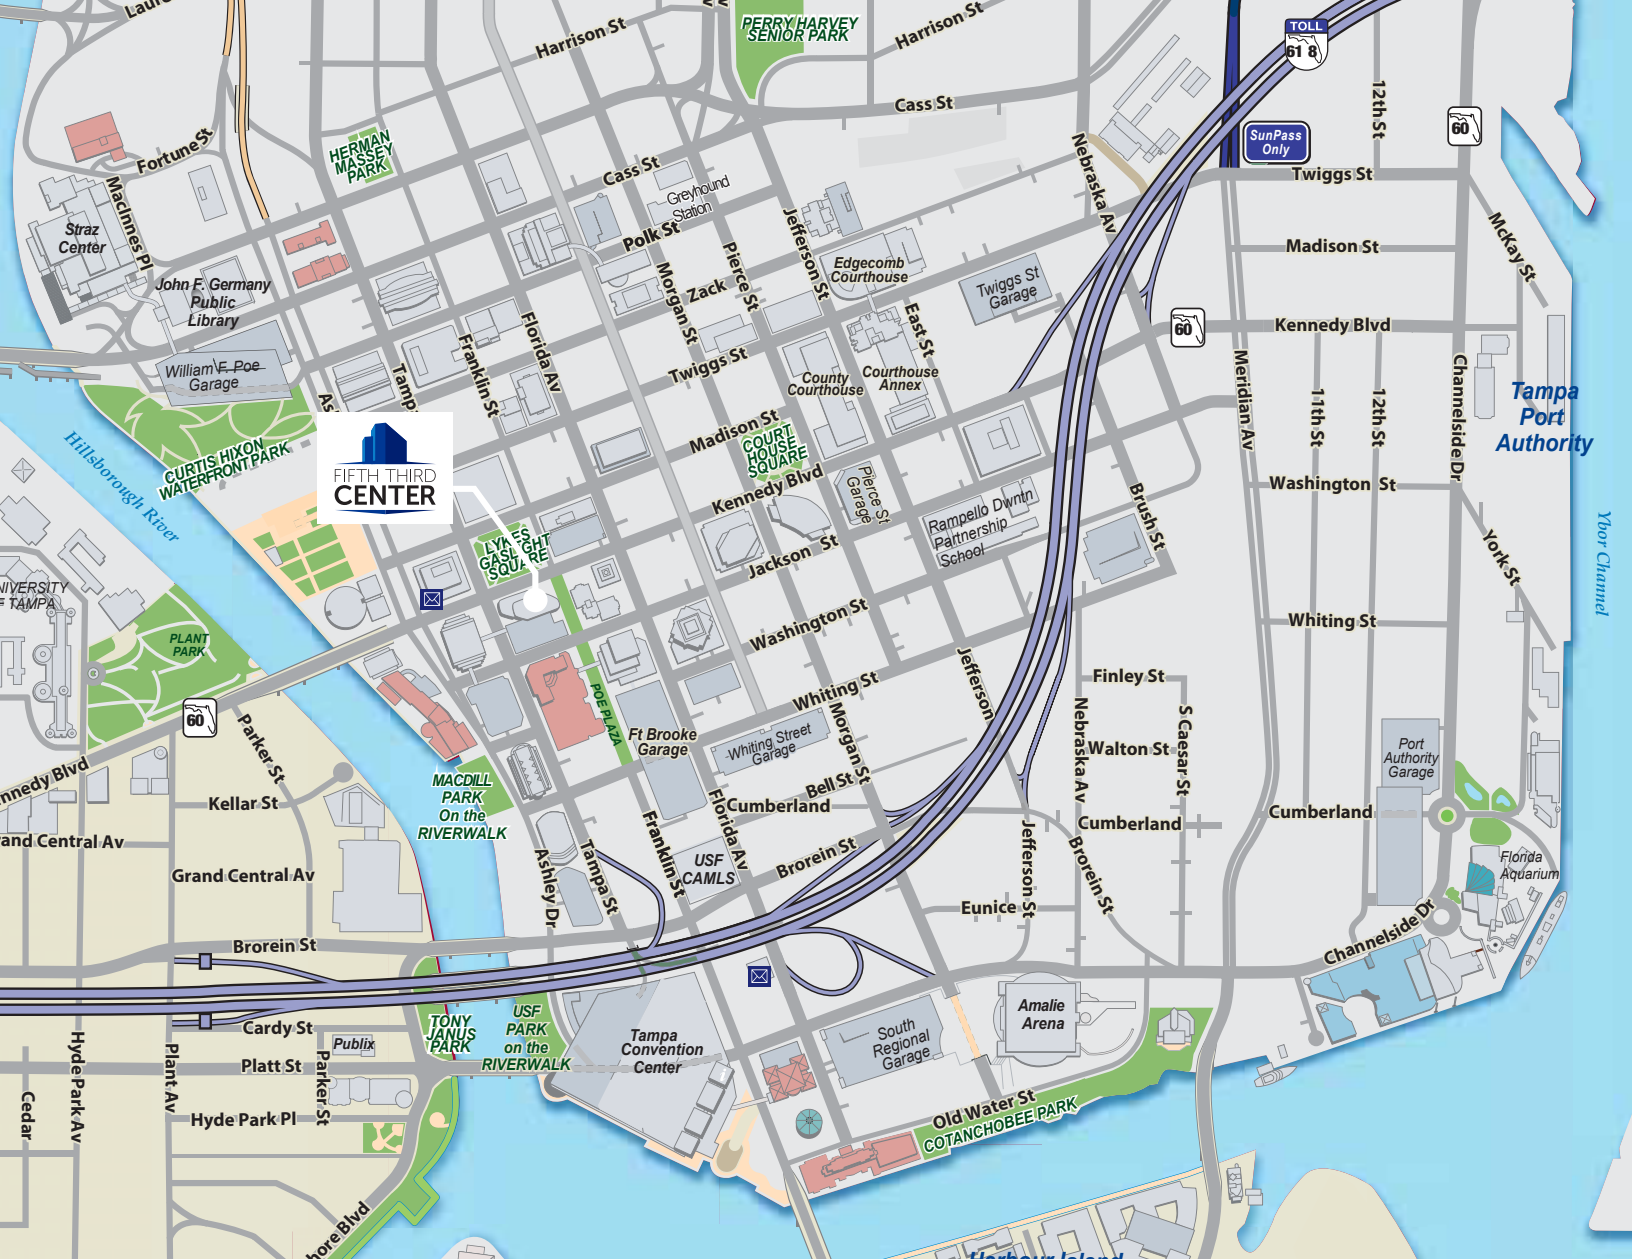 Harrison St
PERRY HARVEY
SENIOR PARK
Harrison St
TOLL
618
12th St
60
Cass St
SunPass
Only
Fortune St
HERMAN
MASSEY
PARK
Cass St
Nebraska Av
Twiggs St
MacInnes Pl
Greyhound
Station
Straz
Center
Polk St
Jefferson St
McKay St
Madison St
Pierce St
Edgecomb
Courthouse
John F. Germany
Public
Library
Morgan St
Zack
Twiggs St
Garage
Florida Av
East St
60
Kennedy Blvd
Franklin St
William F. Poe
Garage
Twiggs St
County
Courthouse
Courthouse
Annex
Meridian Av
11th St
12th St
Channelside Dr
Tampa
Port
Authority
CURTIS HIXON
WATERFRONT PARK
Hillsborough River
FIFTH THIRD
CENTER
Madison St
COURT
HOUSE
SQUARE
Kennedy Blvd
Pierce St
Garage
Washington St
Rampello Dwntn
Partnership
School
Brush St
Ybor Channel
LYKES
GASLIGHT
SQUARE
Jackson St
York St
PLANT
PARK
Washington St
Whiting St
60
Parker St
POE PLAZA
Whiting St
Jefferson
Finley St
Nebraska Av
S Caesar St
Ft Brooke
Garage
Whiting Street
Garage
Morgan St
Walton St
Port
Authority
Garage
MACDILL
PARK
On the
RIVERWALK
Bell St
Cumberland
Kellar St
Florida Av
Franklin St
Cumberland
Cumberland
Jefferson St
Brorein St
Grand Central Av
Ashley Dr
Tampa St
USF
CAMLS
Brorein St
Florida
Aquarium
Eunice St
Channelside Dr
Brorein St
Cardy St
TONY
JANUS
PARK
USF
PARK
on the
RIVERWALK
Tampa
Convention
Center
South
Regional
Garage
Amalie
Arena
Publix
Platt St
Hyde Park Av
Plant Av
Parker St
Cedar
Hyde Park Pl
Old Water St
COTANCHOBEE PARK